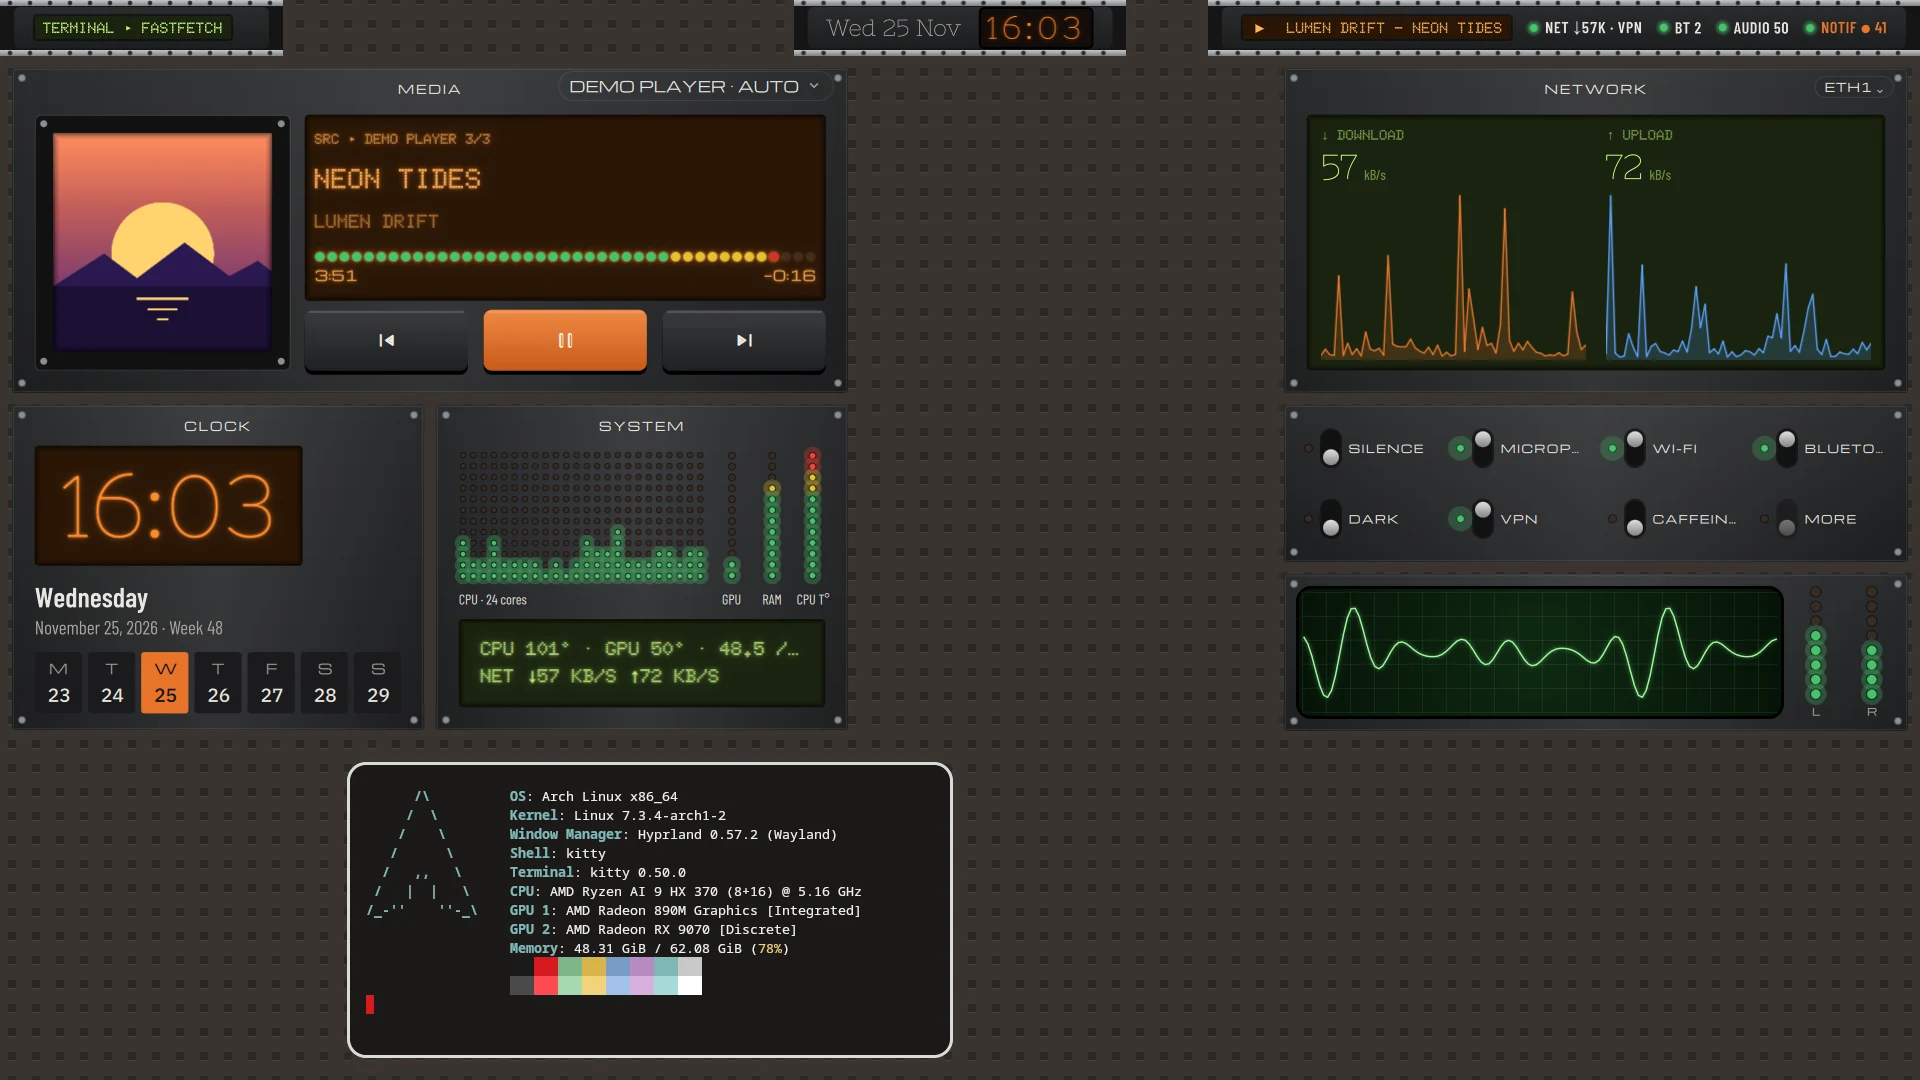 TERMINAL ▸ FASTFETCH
Wed 25 Nov 16:03
▶ LUMEN DRIFT – NEON TIDES
NET ↓57K · VPN
BT 2
AUDIO 50
NOTIF ● 41
MEDIA
DEMO PLAYER · AUTO
SRC ▸ DEMO PLAYER 3/3
NEON TIDES
LUMEN DRIFT
3:51
-0:16
NETWORK
ETH1
↓ DOWNLOAD
57 kB/s
↑ UPLOAD
72 kB/s
CLOCK
16:03
Wednesday
November 25, 2026 · Week 48
M T W T F S S
23 24 25 26 27 28 29
SYSTEM
CPU · 24 cores
GPU
RAM
CPU T°
CPU 101° · GPU 50° · 48.5 /…
NET ↓57 KB/S ↑72 KB/S
SILENCE
MICROP…
WI-FI
BLUETO…
DARK
VPN
CAFFEIN…
MORE
L
R
OS: Arch Linux x86_64
Kernel: Linux 7.3.4-arch1-2
Window Manager: Hyprland 0.57.2 (Wayland)
Shell: kitty
Terminal: kitty 0.50.0
CPU: AMD Ryzen AI 9 HX 370 (8+16) @ 5.16 GHz
GPU 1: AMD Radeon 890M Graphics [Integrated]
GPU 2: AMD Radeon RX 9070 [Discrete]
Memory: 48.31 GiB / 62.08 GiB (78%)